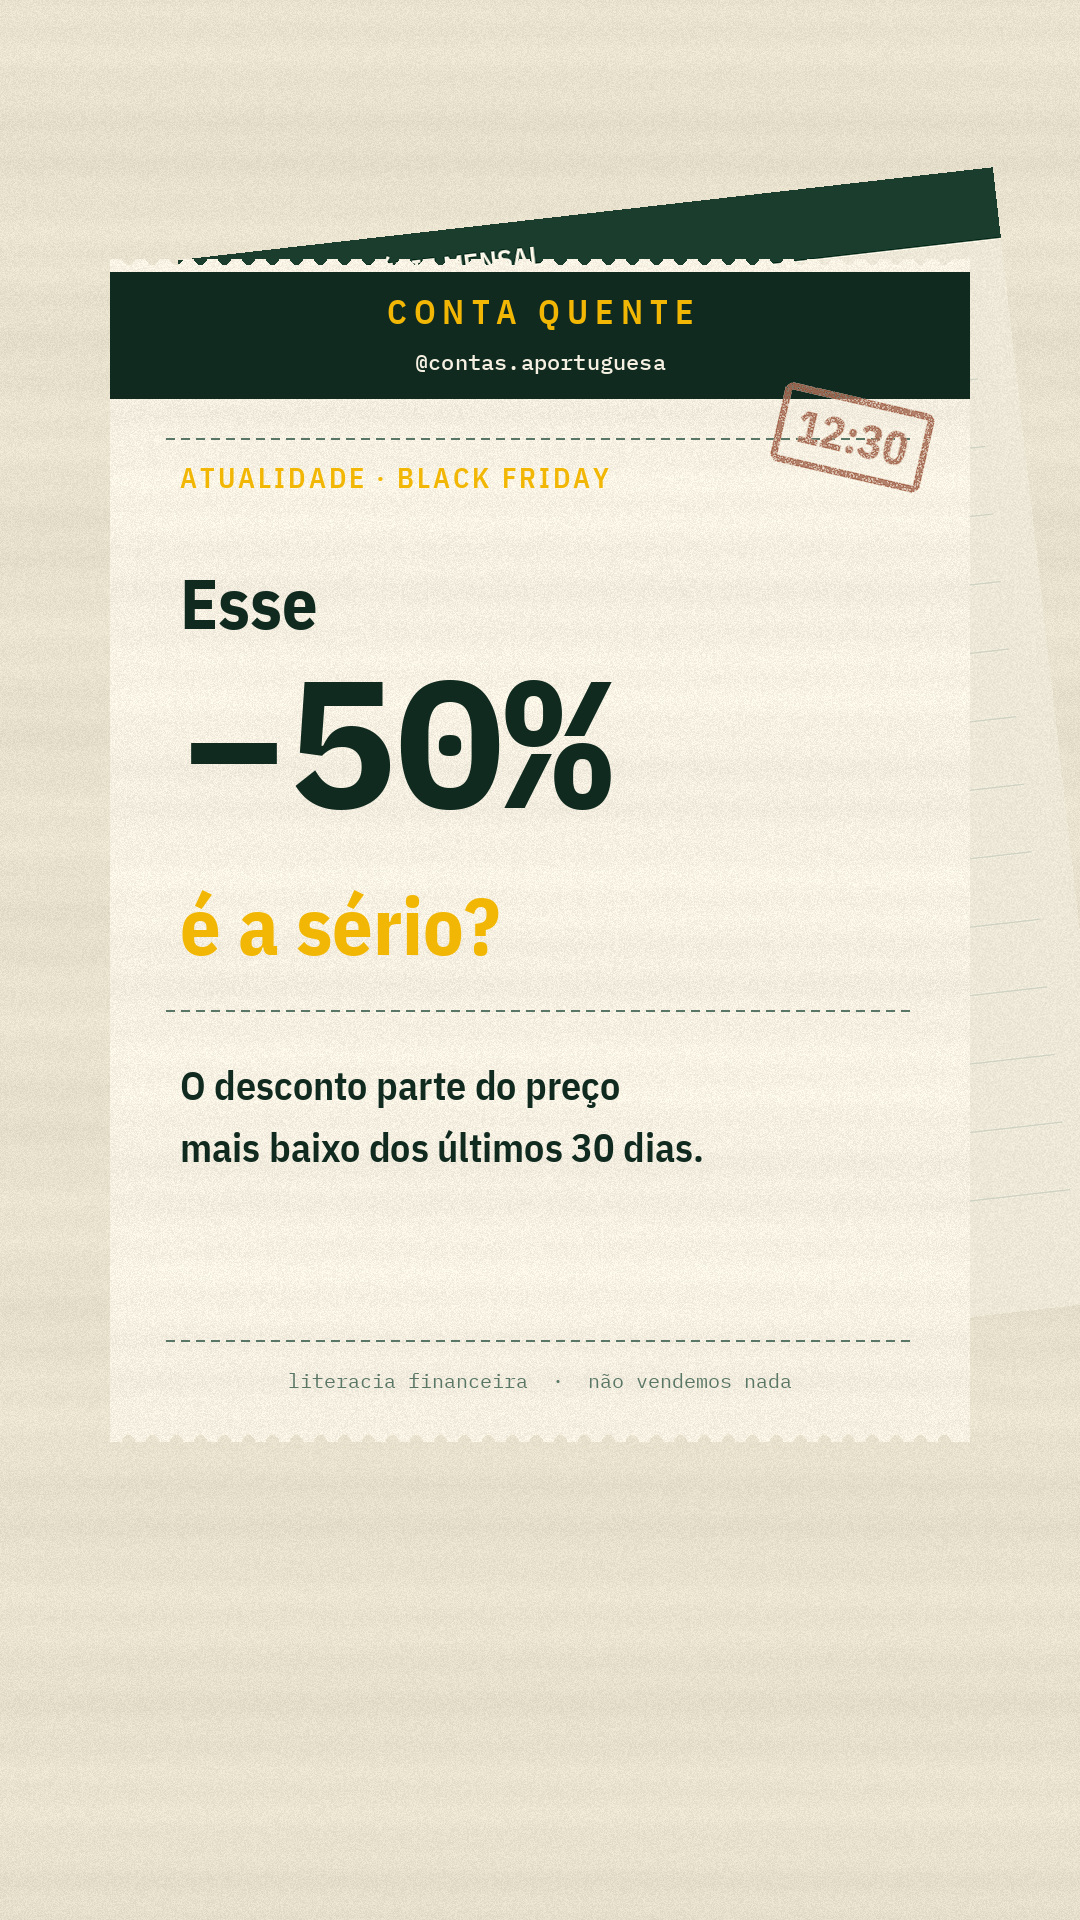 MENSAL
CONTA QUENTE
@contas.aportuguesa
12:30
ATUALIDADE · BLACK FRIDAY
Esse
−50%
é a sério?
O desconto parte do preço
mais baixo dos últimos 30 dias.
literacia financeira · não vendemos nada